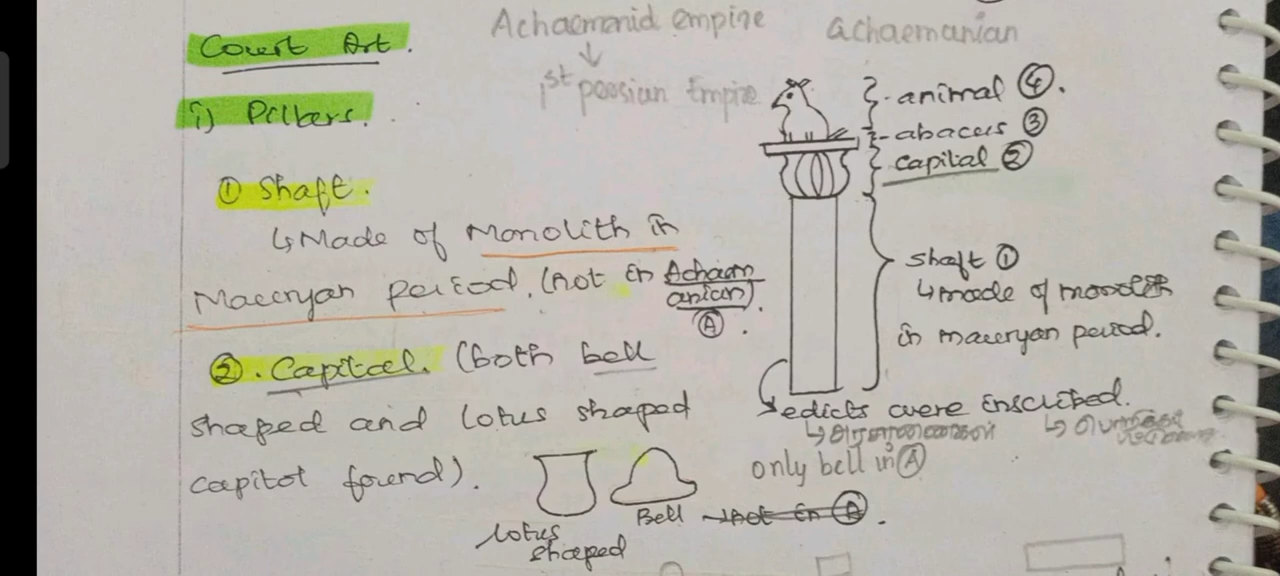 Achaemenid empire
achaemanian
Court Art.
↓
1st persian Empire
i) Pillars.
}-animal ④.
}-abacus ③
} capital ②
① Shaft.
↳Made of Monolith in
Mauryan period. (not in Achaem
anian)
Ⓐ.
shaft ①
↳made of monolith
in mauryan period.
②. Capital. (both bell
shaped and lotus shaped
capitol found).
edicts were inscribed.
↳
↳
only bell in Ⓐ
lotus
shaped
Bell → not in Ⓐ.